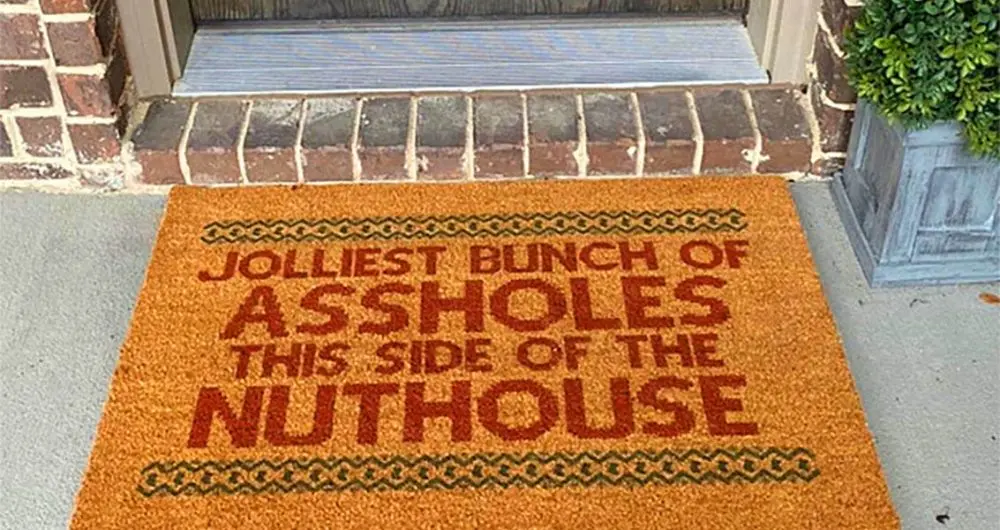 JOLLIEST BUNCH OF
ASSHOLES
THIS SIDE OF THE
NUTHOUSE